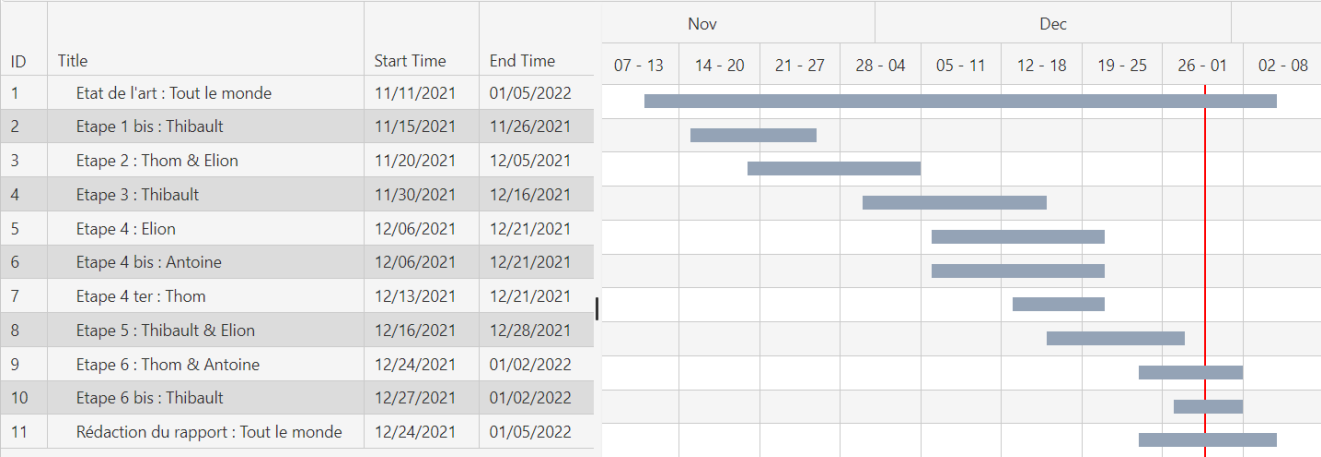 Nov Dec
ID Title Start Time End Time 07 - 13 14 - 20 21 - 27 28 - 04 05 - 11 12 - 18 19 - 25 26 - 01 02 - 08
1 Etat de l'art : Tout le monde 11/11/2021 01/05/2022
2 Etape 1 bis : Thibault 11/15/2021 11/26/2021
3 Etape 2 : Thom & Elion 11/20/2021 12/05/2021
4 Etape 3 : Thibault 11/30/2021 12/16/2021
5 Etape 4 : Elion 12/06/2021 12/21/2021
6 Etape 4 bis : Antoine 12/06/2021 12/21/2021
7 Etape 4 ter : Thom 12/13/2021 12/21/2021
8 Etape 5 : Thibault & Elion 12/16/2021 12/28/2021
9 Etape 6 : Thom & Antoine 12/24/2021 01/02/2022
10 Etape 6 bis : Thibault 12/27/2021 01/02/2022
11 Rédaction du rapport : Tout le monde 12/24/2021 01/05/2022